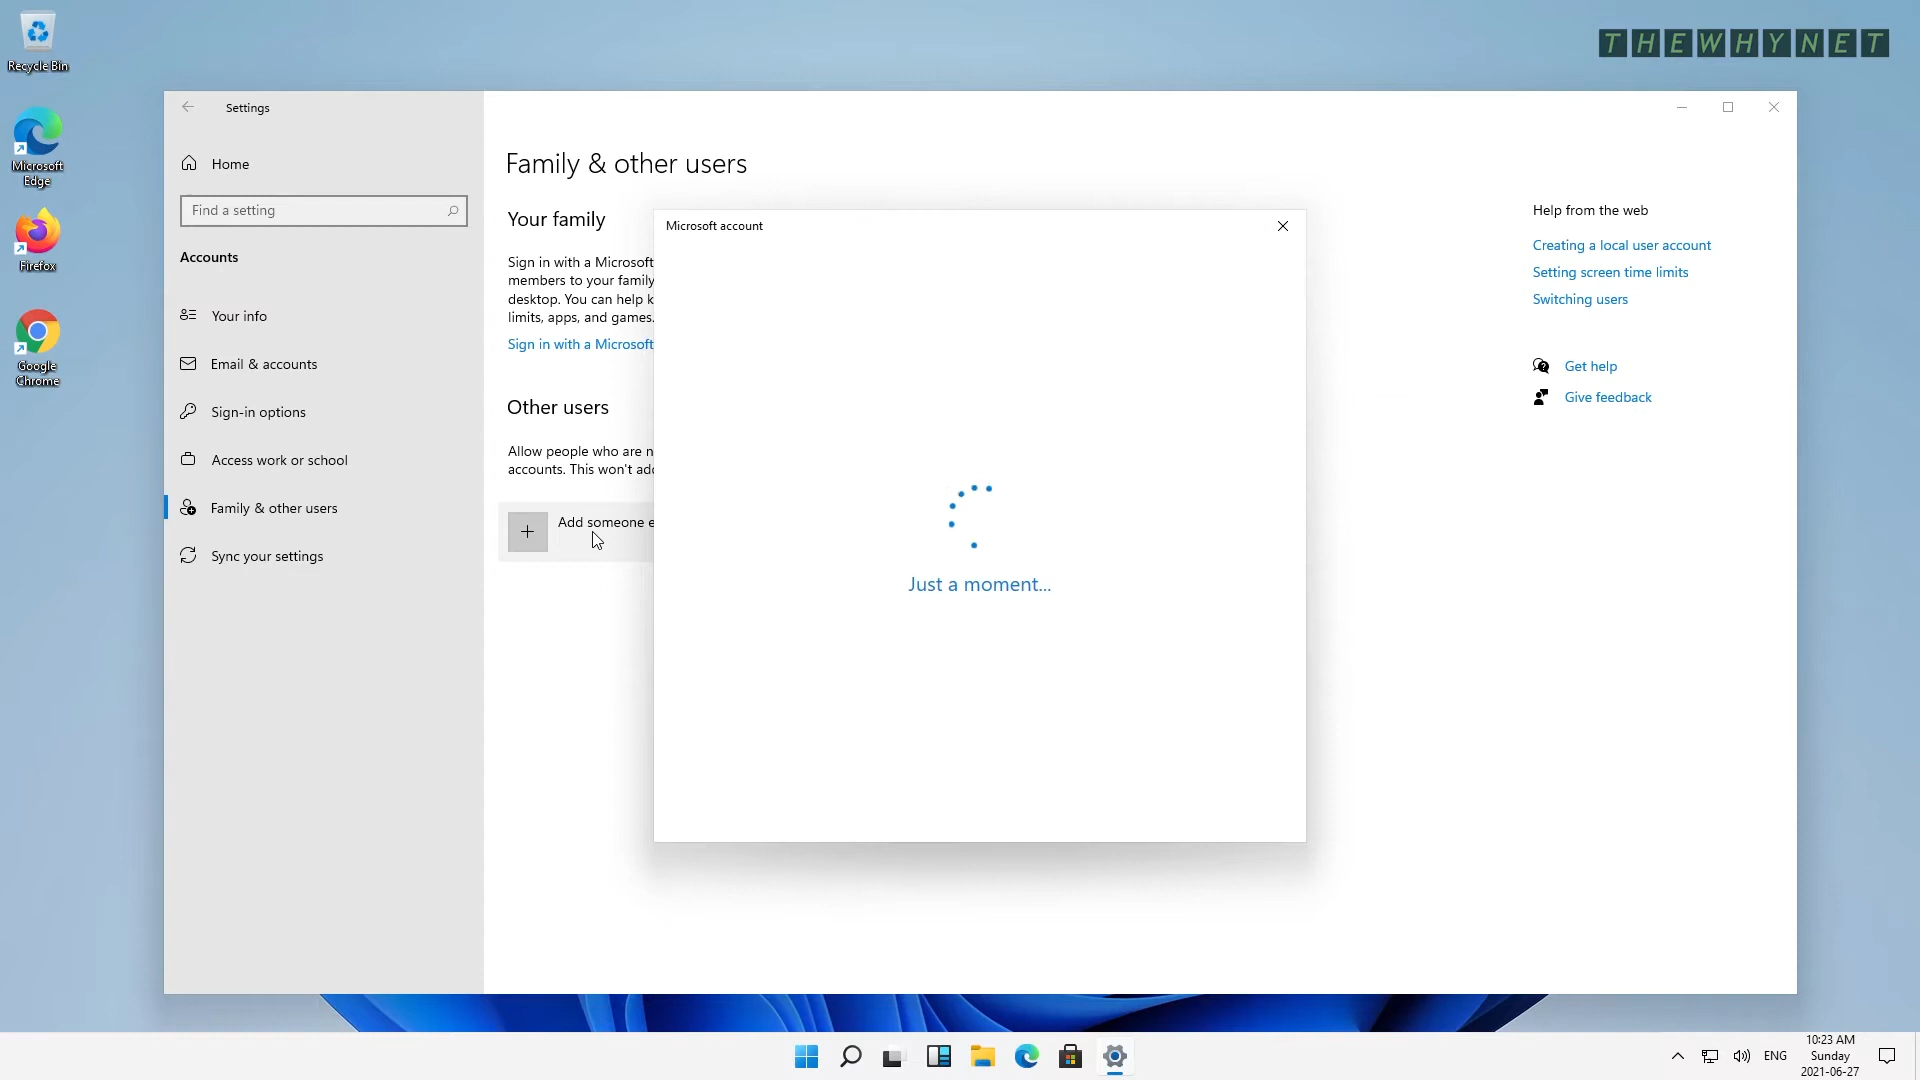 Recycle Bin
Microsoft
Edge
Firefox
Google
Chrome
THEWHYNET
Settings
Home
Find a setting
Accounts
Your info
Email & accounts
Sign-in options
Access work or school
Family & other users
Sync your settings
Family & other users
Your family
Sign in with a Microsoft
members to your family
desktop. You can help k
limits, apps, and games.
Sign in with a Microsoft
Other users
Allow people who are n
accounts. This won't add
Add someone e
Microsoft account
Just a moment...
Help from the web
Creating a local user account
Setting screen time limits
Switching users
Get help
Give feedback
ENG
10:23 AM
Sunday
2021-06-27